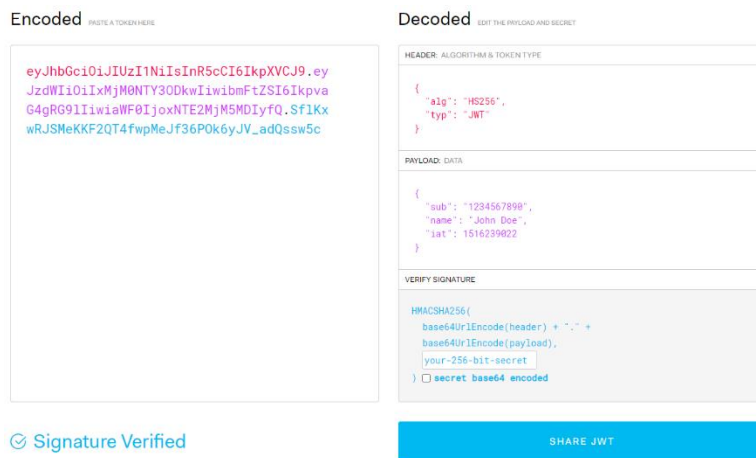 Encoded PASTE A TOKEN HERE
eyJhbGciOiJIUzI1NiIsInR5cCI6IkpXVCJ9.ey
JzdWIiOiIxMjM0NTY3ODkwIiwibmFtZSI6Ikpva
G4gRG9lIiwiaWF0IjoxNTE2MjM5MDIyfQ.SflKx
wRJSMeKKF2QT4fwpMeJf36POk6yJV_adQssw5c
Signature Verified
Decoded EDIT THE PAYLOAD AND SECRET
HEADER: ALGORITHM & TOKEN TYPE
{
"alg": "HS256",
"typ": "JWT"
}
PAYLOAD: DATA
{
"sub": "1234567890",
"name": "John Doe",
"iat": 1516239022
}
VERIFY SIGNATURE
HMACSHA256(
base64UrlEncode(header) + "." +
base64UrlEncode(payload),
your-256-bit-secret
) secret base64 encoded
SHARE JWT